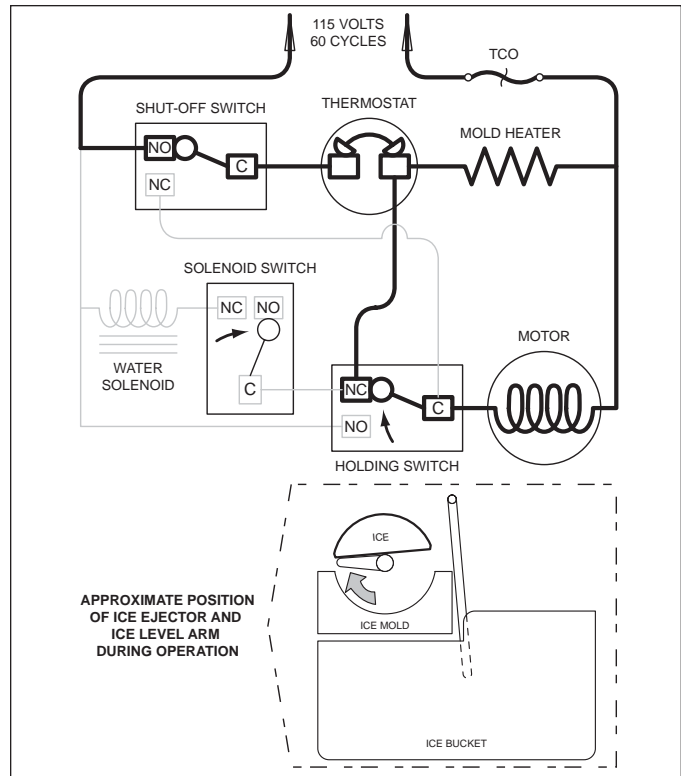 115 VOLTS
60 CYCLES
TCO
SHUT-OFF SWITCH
THERMOSTAT
MOLD HEATER
NO
C
NC
SOLENOID SWITCH
NC
NO
MOTOR
WATER
SOLENOID
C
NC
C
NO
HOLDING SWITCH
ICE
APPROXIMATE POSITION
OF ICE EJECTOR AND
ICE LEVEL ARM
DURING OPERATION
ICE MOLD
ICE BUCKET